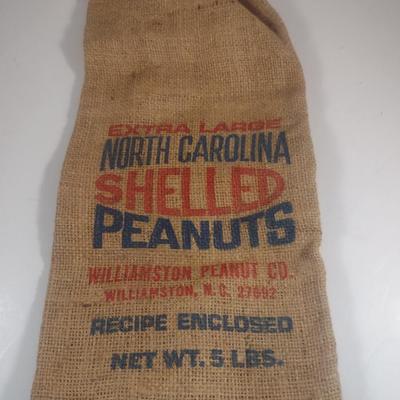 EXTRA LARGE
NORTH CAROLINA
SHELLED
PEANUTS
WILLIAMSTON PEANUT CO.
WILLIAMSTON, N.C. 27892
RECIPE ENCLOSED
NET WT. 5 LBS.